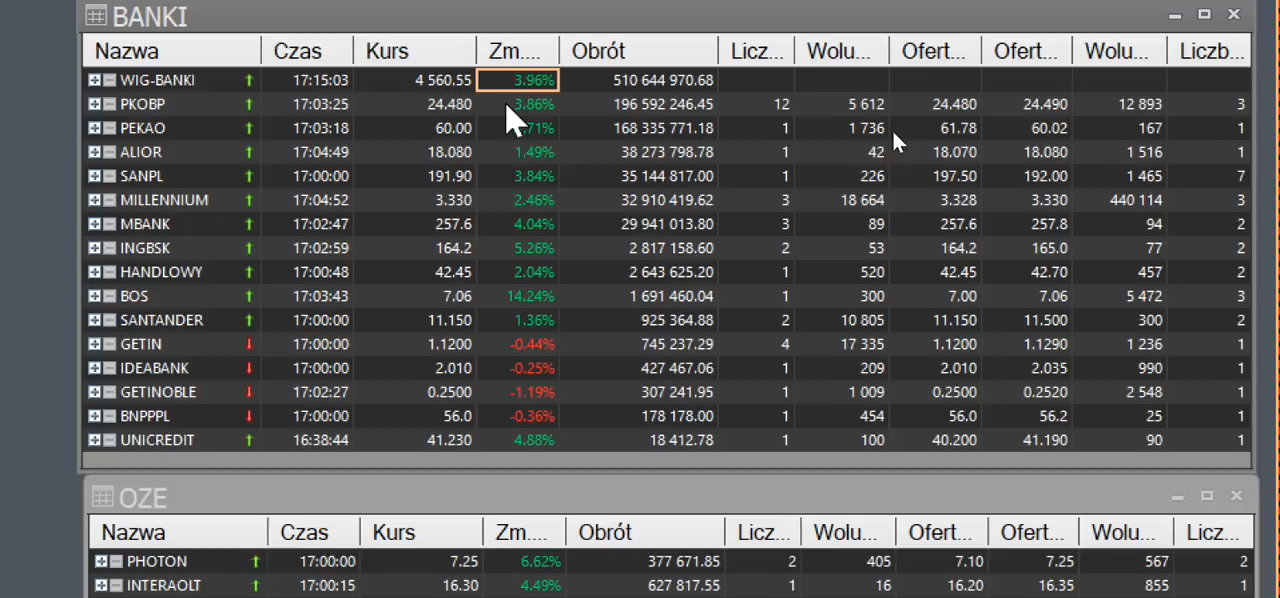 BANKI
Nazwa Czas Kurs Zm.... Obrót Licz... Wolu... Ofert... Ofert... Wolu... Liczb...
WIG-BANKI 17:15:03 4 560.55 3.96% 510 644 970.68
PKOBP 17:03:25 24.480 3.86% 196 592 246.45 12 5 612 24.480 24.490 12 893 3
PEKAO 17:03:18 60.00 71% 168 335 771.18 1 1 736 61.78 60.02 167 1
ALIOR 17:04:49 18.080 1.49% 38 273 798.78 1 42 18.070 18.080 1 516 1
SANPL 17:00:00 191.90 3.84% 35 144 817.00 1 226 197.50 192.00 1 465 7
MILLENNIUM 17:04:52 3.330 2.46% 32 910 419.62 3 18 664 3.328 3.330 440 114 3
MBANK 17:02:47 257.6 4.04% 29 941 013.80 3 89 257.6 257.8 94 2
INGBSK 17:02:59 164.2 5.26% 2 817 158.60 2 53 164.2 165.0 77 2
HANDLOWY 17:00:48 42.45 2.04% 2 643 625.20 1 520 42.45 42.70 457 2
BOS 17:03:43 7.06 14.24% 1 691 460.04 1 300 7.00 7.06 5 472 3
SANTANDER 17:00:00 11.150 1.36% 925 364.88 2 10 805 11.150 11.500 300 2
GETIN 17:00:00 1.1200 -0.44% 745 237.29 4 17 335 1.1200 1.1290 1 236 1
IDEABANK 17:00:00 2.010 -0.25% 427 467.06 1 209 2.010 2.035 990 1
GETINOBLE 17:02:27 0.2500 -1.19% 307 241.95 1 1 009 0.2500 0.2520 2 548 1
BNPPPL 17:00:00 56.0 -0.36% 178 178.00 1 454 56.0 56.2 25 1
UNICREDIT 16:38:44 41.230 4.88% 18 412.78 1 100 40.200 41.190 90 1
OZE
Nazwa Czas Kurs Zm.... Obrót Licz... Wolu... Ofert... Ofert... Wolu... Licz...
PHOTON 17:00:00 7.25 6.62% 377 671.85 2 405 7.10 7.25 567 2
INTERAOLT 17:00:15 16.30 4.49% 627 817.55 1 16 16.20 16.35 855 1